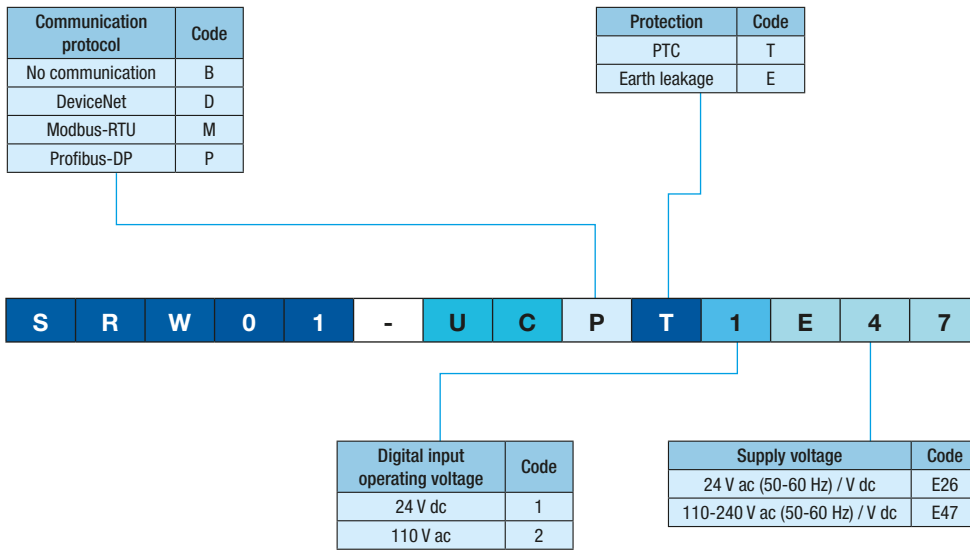 Communication protocol Code
No communication B
DeviceNet D
Modbus-RTU M
Profibus-DP P
Protection Code
PTC T
Earth leakage E
S R W 0 1 - U C P T 1 E 4 7
Digital input operating voltage Code
24 V dc 1
110 V ac 2
Supply voltage Code
24 V ac (50-60 Hz) / V dc E26
110-240 V ac (50-60 Hz) / V dc E47